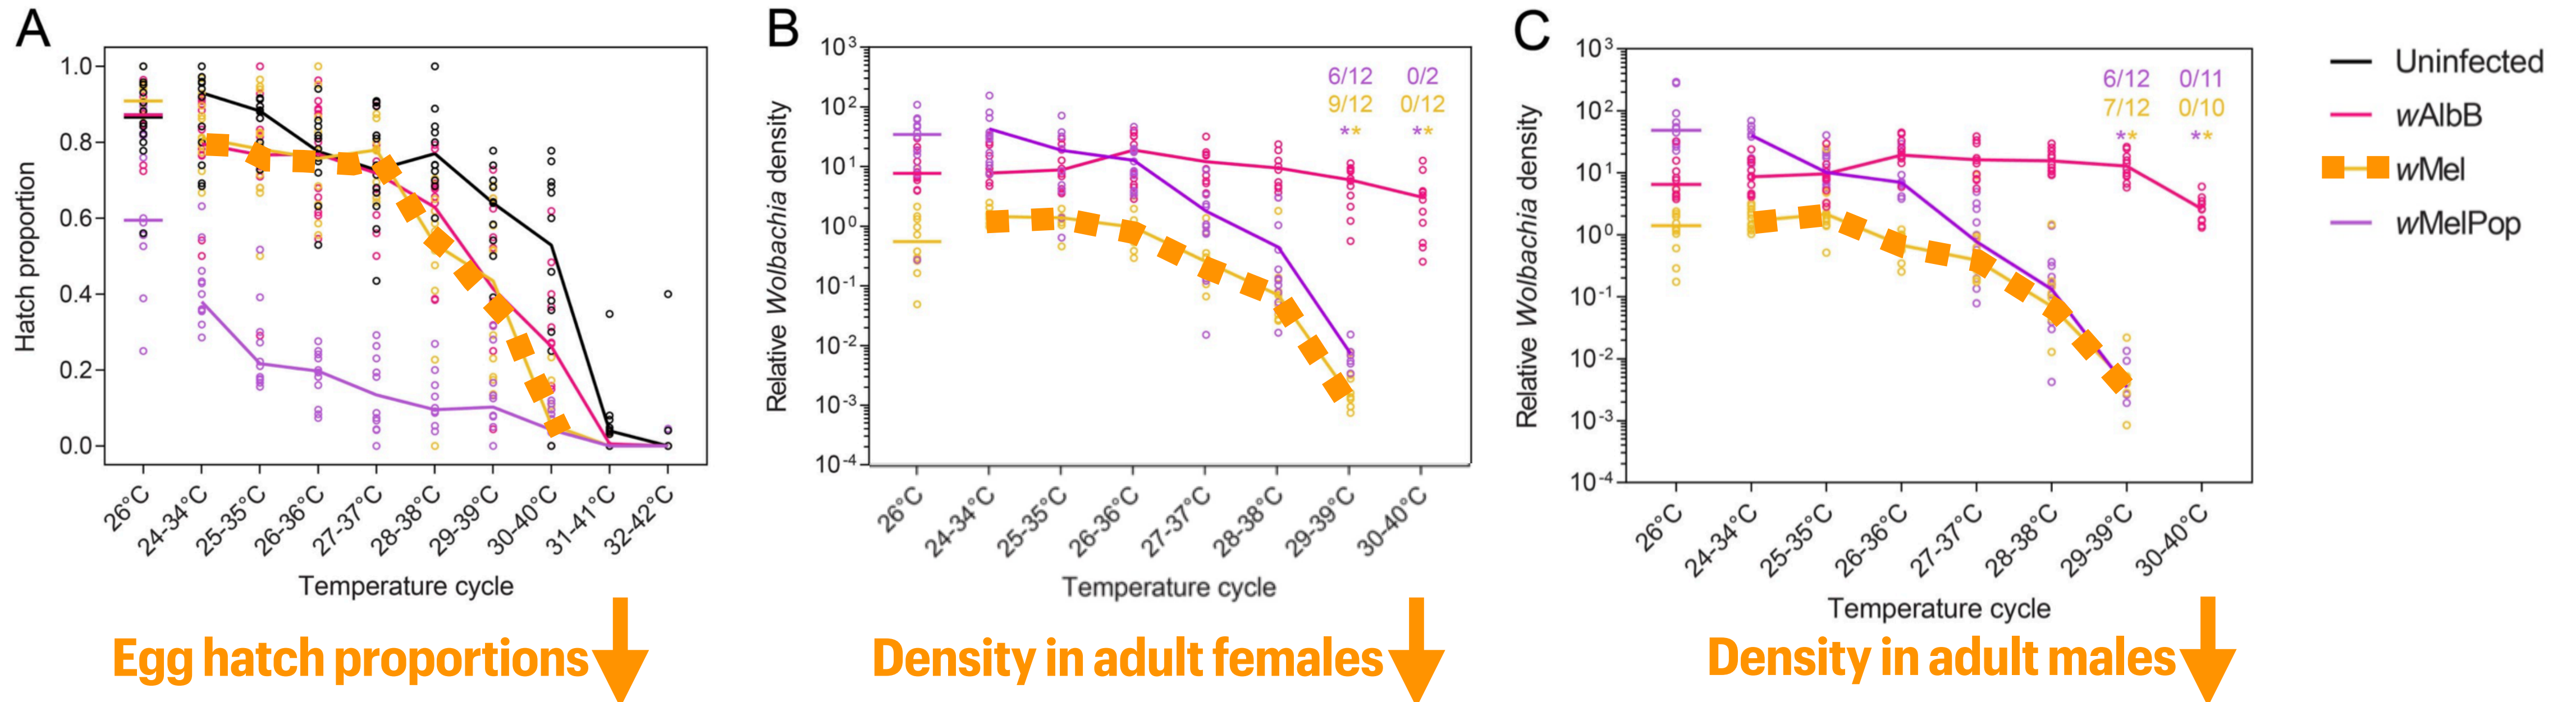 A
Hatch proportion
1.0
0.8
0.6
0.4
0.2
0.0
26°C
24-34°C
25-35°C
26-36°C
27-37°C
28-38°C
29-39°C
30-40°C
31-41°C
32-42°C
Temperature cycle
Egg hatch proportions
B
Relative Wolbachia density
10³
10²
10¹
10⁰
10⁻¹
10⁻²
10⁻³
10⁻⁴
6/12 0/2
9/12 0/12
** **
26°C
24-34°C
25-35°C
26-36°C
27-37°C
28-38°C
29-39°C
30-40°C
Temperature cycle
Density in adult females
C
Relative Wolbachia density
10³
10²
10¹
10⁰
10⁻¹
10⁻²
10⁻³
10⁻⁴
6/12 0/11
7/12 0/10
** **
26°C
24-34°C
25-35°C
26-36°C
27-37°C
28-38°C
29-39°C
30-40°C
Temperature cycle
Density in adult males
Uninfected
wAlbB
wMel
wMelPop